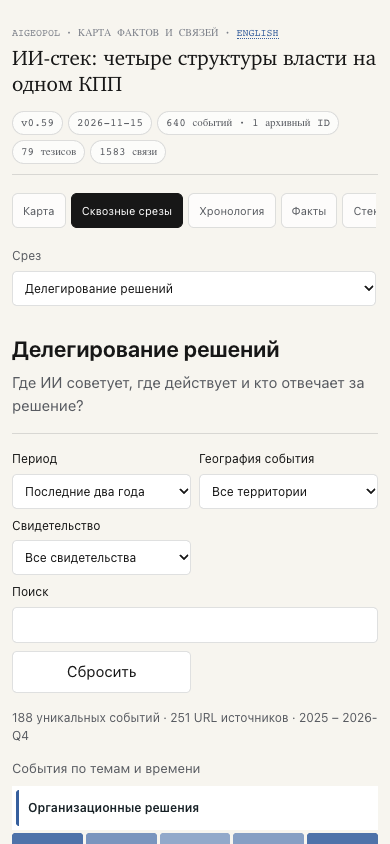 AIGEOPOL • КАРТА ФАКТОВ И СВЯЗЕЙ • ENGLISH
ИИ-стек: четыре структуры власти на
одном КПП
v0.59
2026-11-15
640 событий · 1 архивный ID
79 тезисов
1583 связи
Карта
Сквозные срезы
Хронология
Факты
Срез
Делегирование решений
Делегирование решений
Где ИИ советует, где действует и кто отвечает за
решение?
Период
География события
Последние два года
Все территории
Свидетельство
Все свидетельства
Поиск
Сбросить
188 уникальных событий · 251 URL источников · 2025 – 2026-
Q4
События по темам и времени
Организационные решения